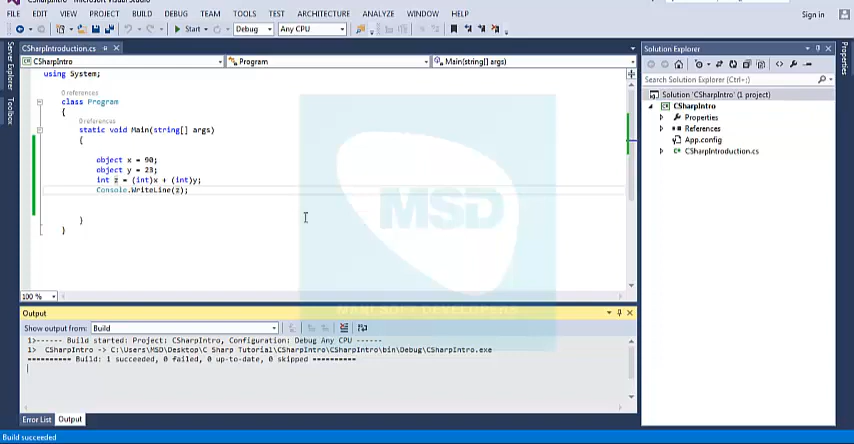 FILE EDIT VIEW PROJECT BUILD DEBUG TEAM TOOLS TEST ARCHITECTURE ANALYZE WINDOW HELP
Sign in
Start
Debug
Any CPU
Server Explorer
Toolbox
CSharpIntroduction.cs
CSharpIntro
Program
Main(string[] args)
using System;
0 references
class Program
{
0 references
static void Main(string[] args)
{
object x = 90;
object y = 23;
int z = (int)x + (int)y;
Console.WriteLine(z);
}
}
MSD
MANI SOFT DEVELOPERS
100 %
Output
Show output from: Build
1>------ Build started: Project: CSharpIntro, Configuration: Debug Any CPU ------
1> CSharpIntro -> C:\Users\MSD\Desktop\C Sharp Tutorial\CSharpIntro\CSharpIntro\bin\Debug\CSharpIntro.exe
========== Build: 1 succeeded, 0 failed, 0 up-to-date, 0 skipped ==========
Error List
Output
Build succeeded
Solution Explorer
Search Solution Explorer (Ctrl+;)
Solution 'CSharpIntro' (1 project)
CSharpIntro
Properties
References
App.config
CSharpIntroduction.cs
Properties